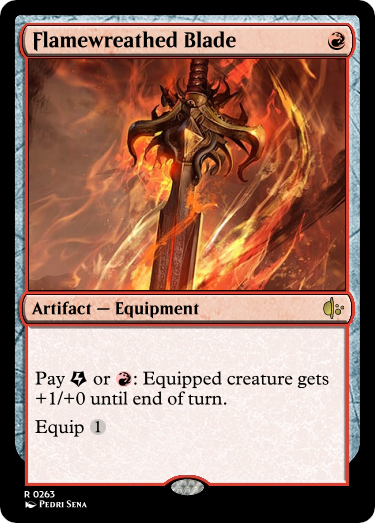 Flamewreathed Blade
Artifact — Equipment
Pay or : Equipped creature gets
+1/+0 until end of turn.
Equip 1
R 0263
Pedri Sena